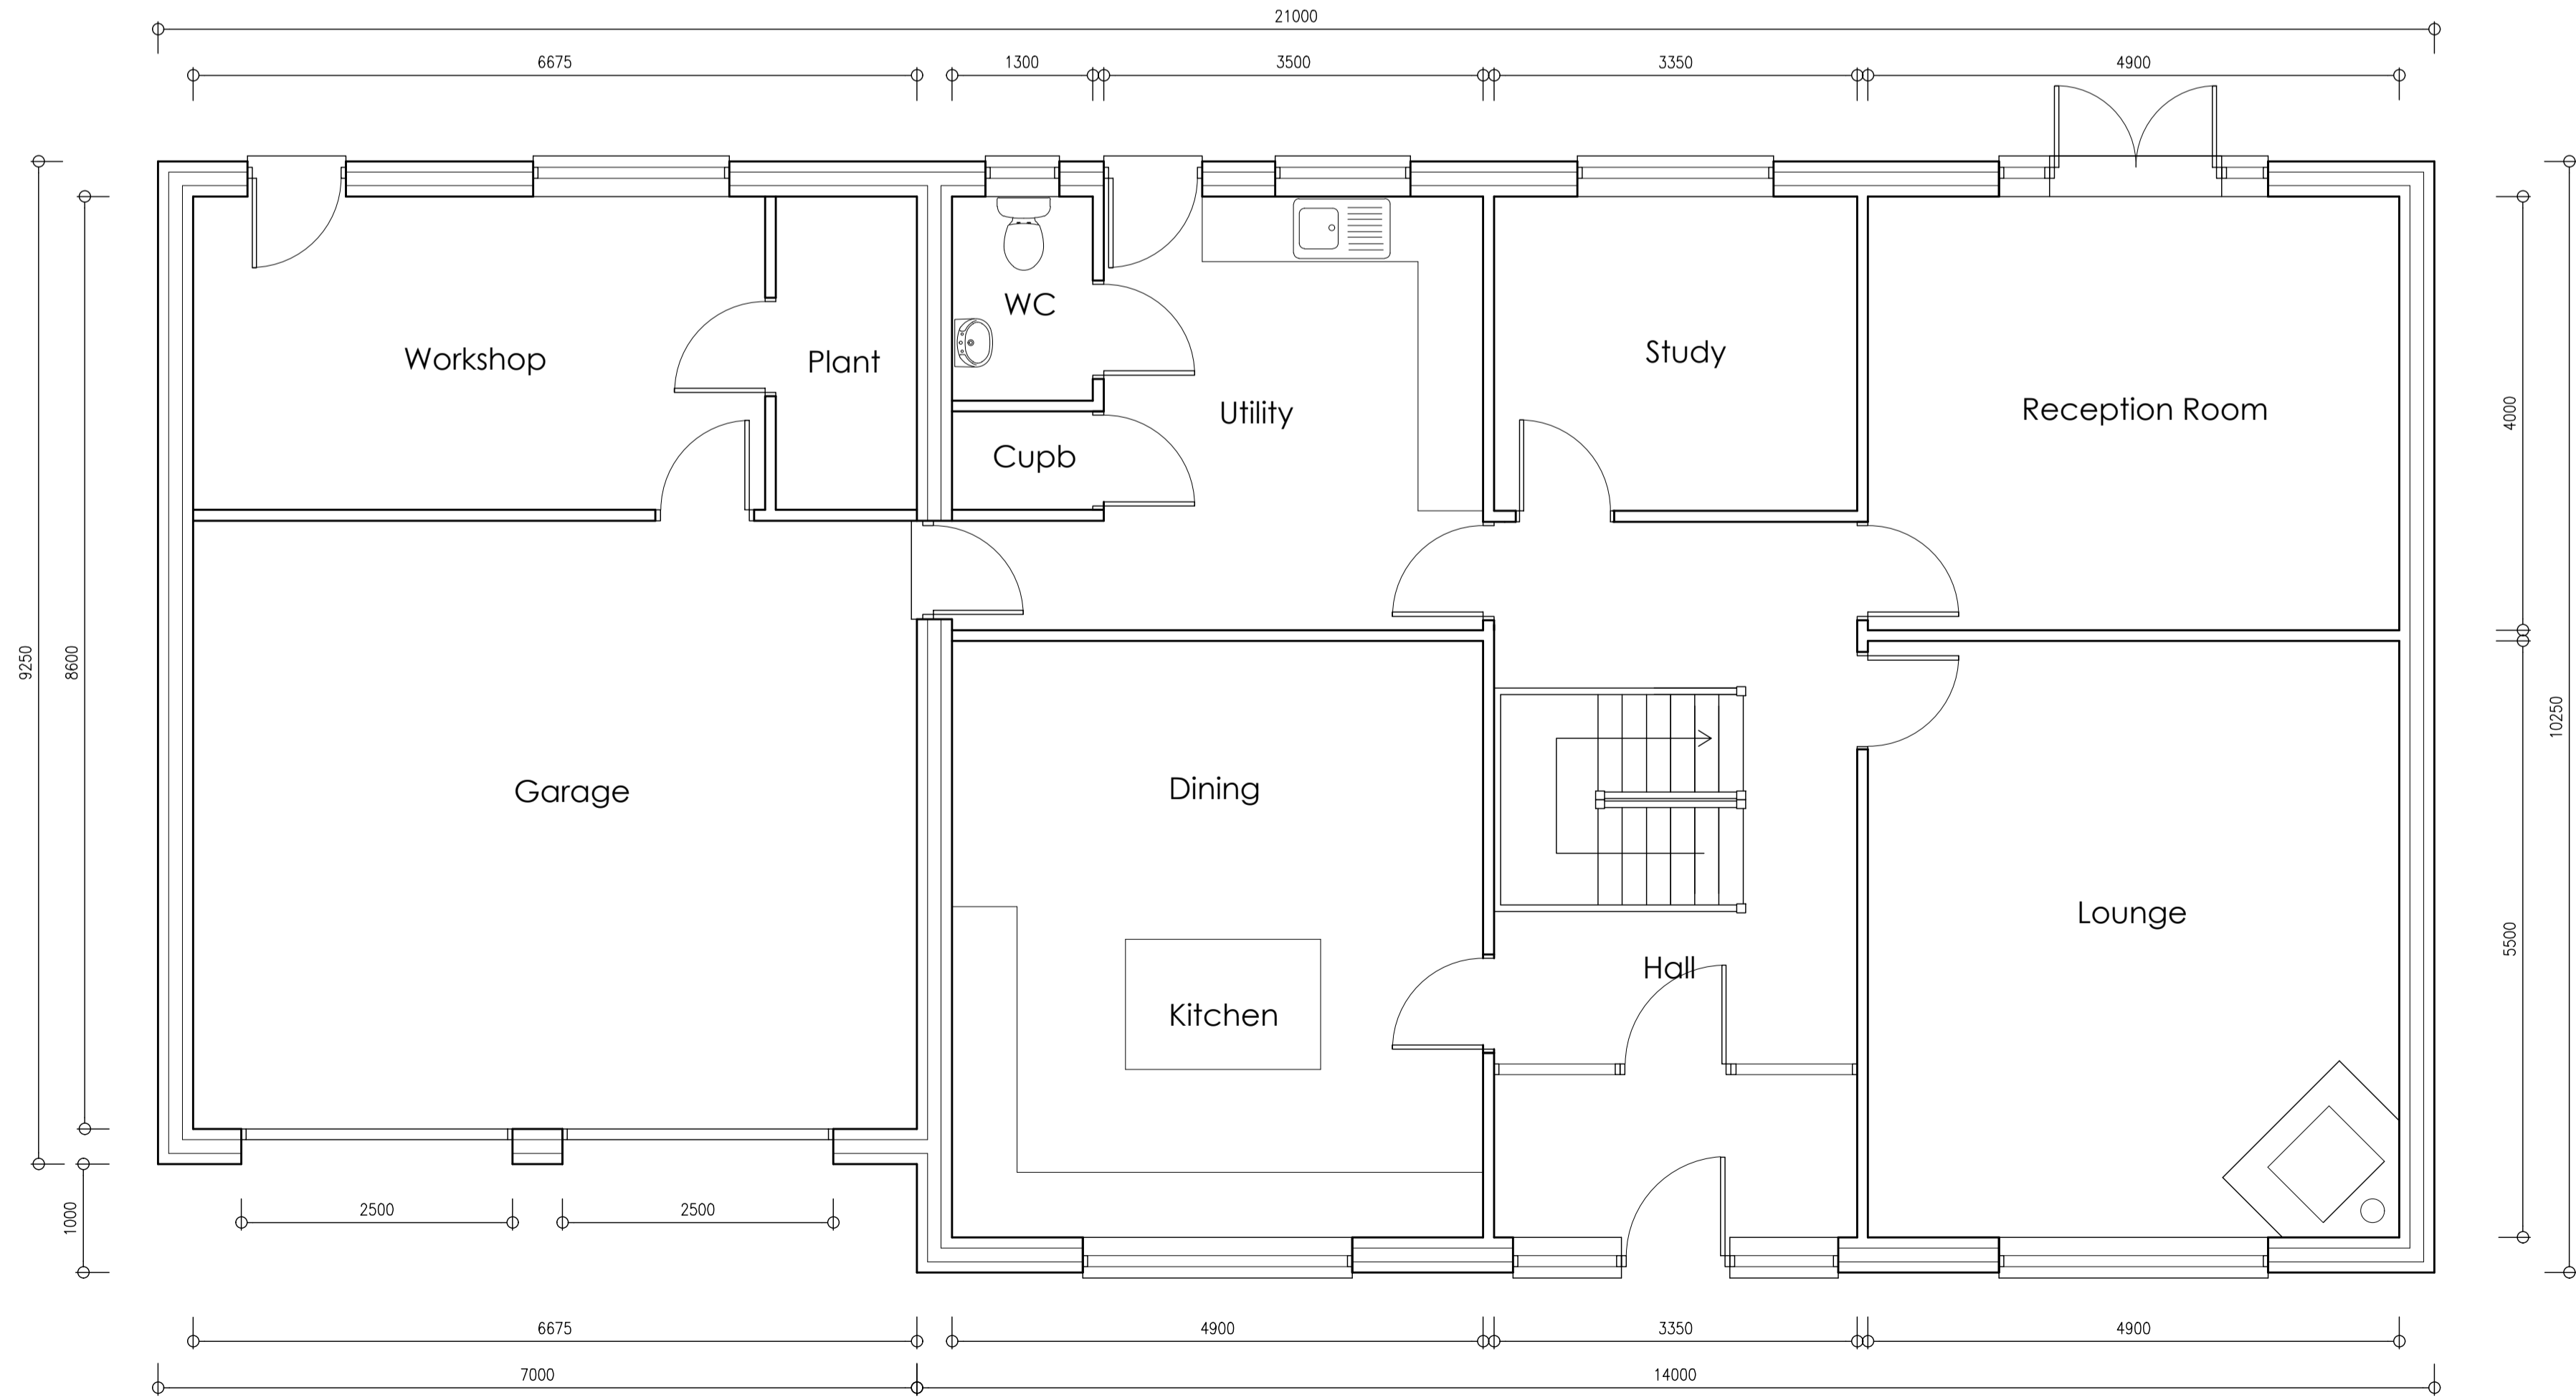 21000
6675
1300
3500
3350
4900
WC
Workshop
Plant
Study
Utility
Reception Room
4000
Cupb
9250
8600
10250
Garage
Dining
Lounge
5500
Hall
Kitchen
1000
2500
2500
6675
4900
3350
4900
7000
14000